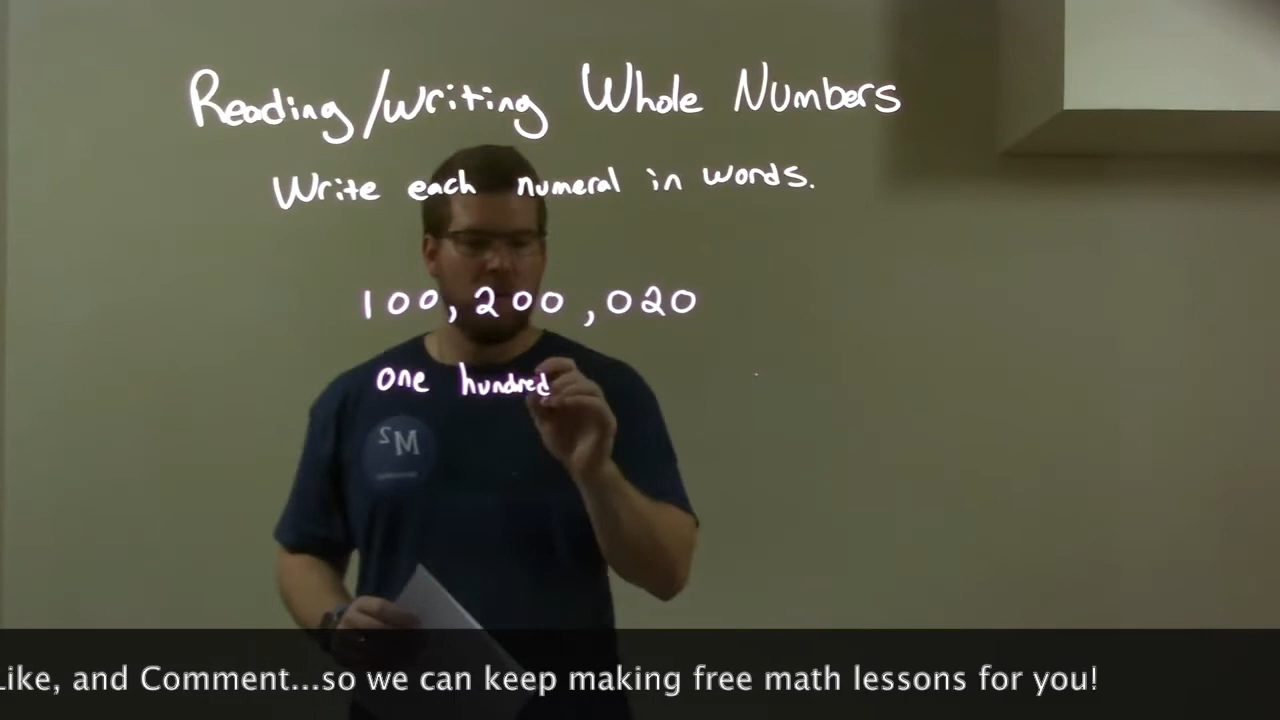 Reading/Writing Whole Numbers
Write each numeral in words.
100,200,020
one hundred
M2
Like, and Comment...so we can keep making free math lessons for you!